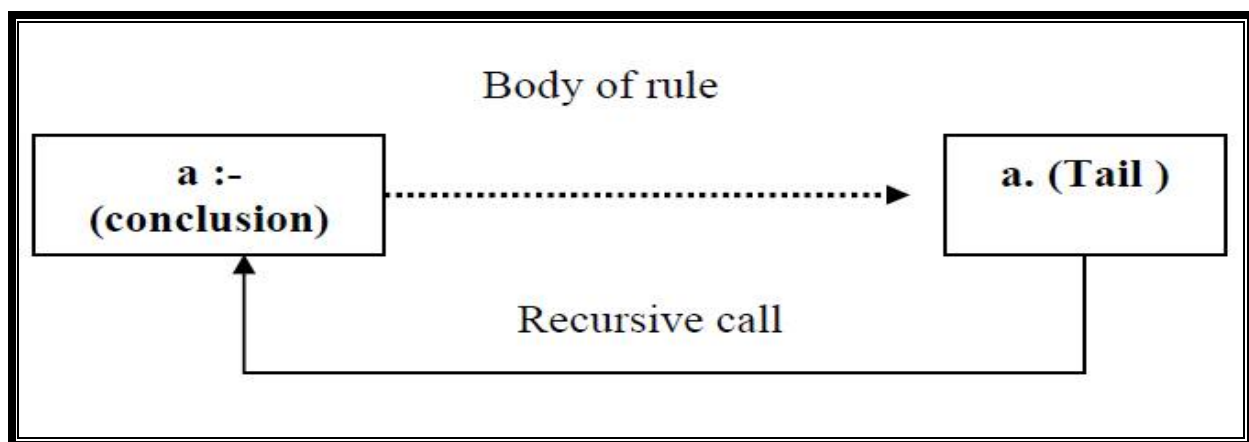 Body of rule
a :-
(conclusion)
a. (Tail )
Recursive call